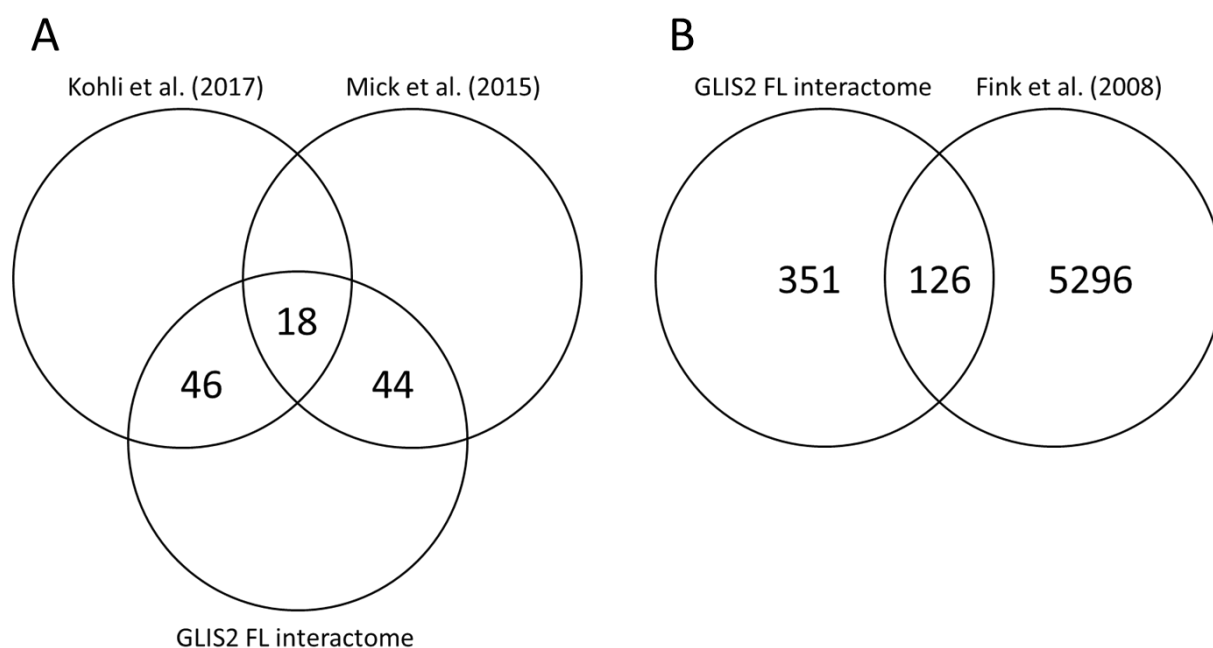 A
Kohli et al. (2017)
Mick et al. (2015)
18
46
44
GLIS2 FL interactome
B
GLIS2 FL interactome
Fink et al. (2008)
351
126
5296